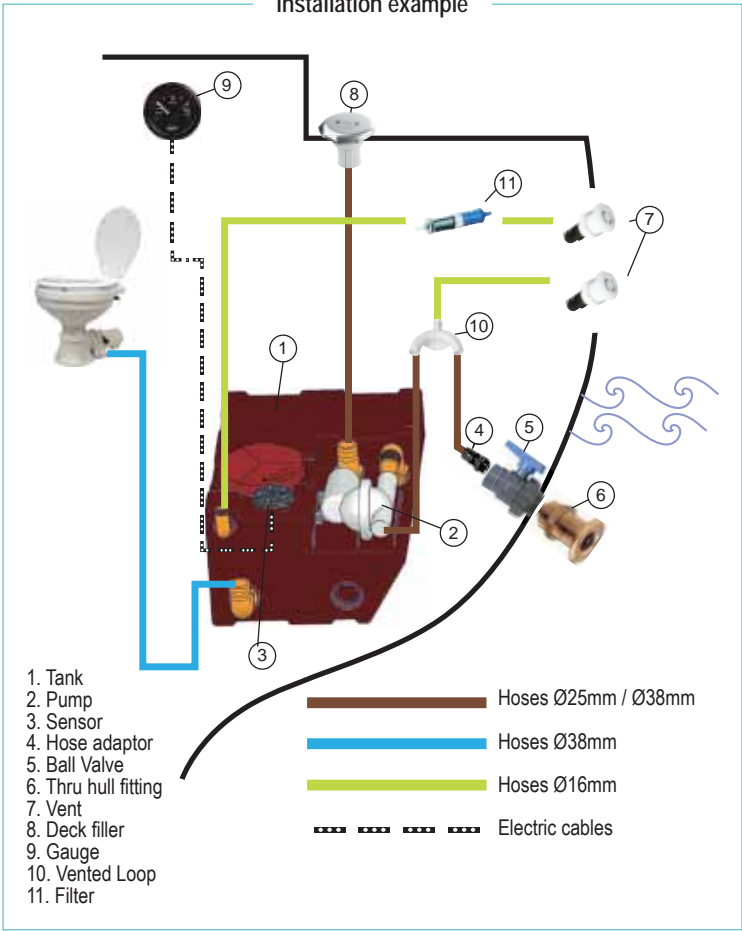 Installation example
9
8
11
7
10
1
4
5
6
2
3
1. Tank
2. Pump
3. Sensor
4. Hose adaptor
5. Ball Valve
6. Thru hull fitting
7. Vent
8. Deck filler
9. Gauge
10. Vented Loop
11. Filter
Hoses Ø25mm / Ø38mm
Hoses Ø38mm
Hoses Ø16mm
Electric cables